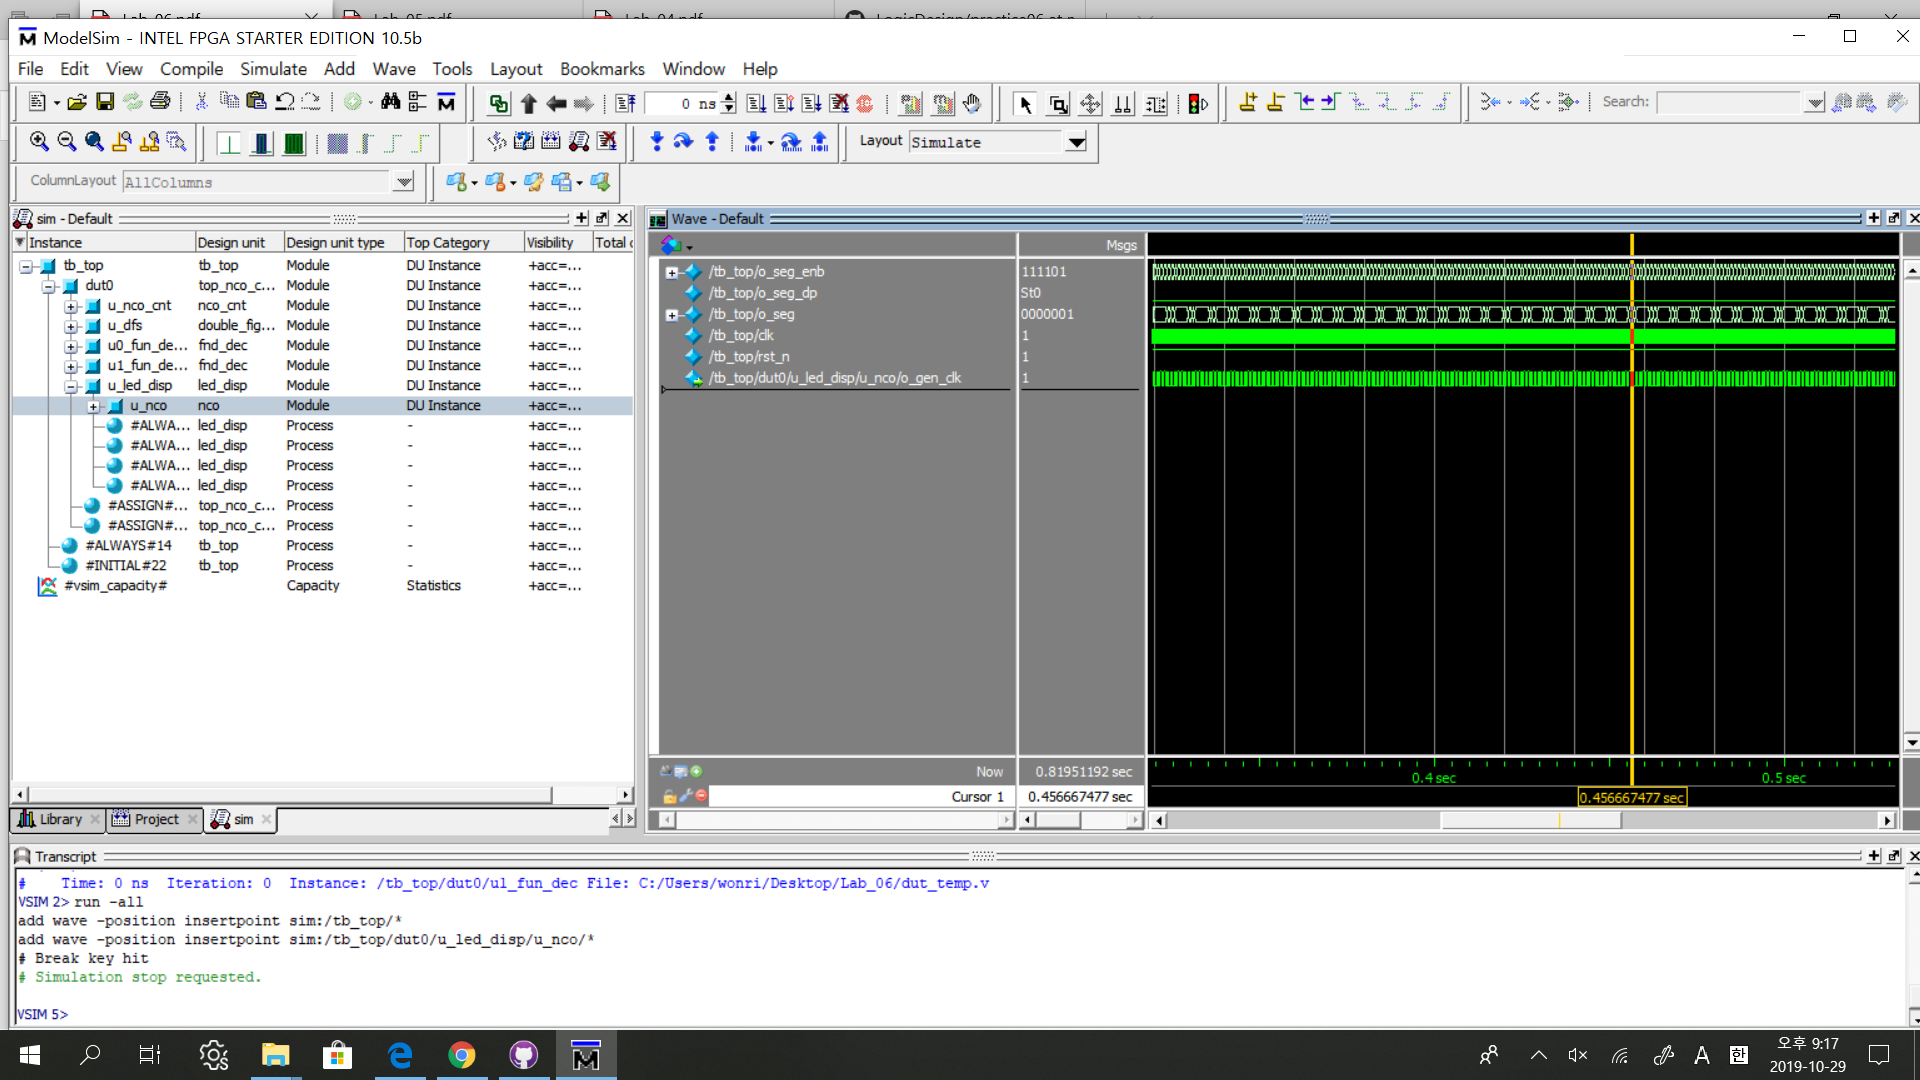 Lab_06.pdf
Lab_05.pdf
Lab_04.pdf
ModelSim - INTEL FPGA STARTER EDITION 10.5b
File Edit View Compile Simulate Add Wave Tools Layout Bookmarks Window Help
0 ns
Search:
Layout Simulate
ColumnLayout AllColumns
sim - Default
Instance Design unit Design unit type Top Category Visibility Total
tb_top tb_top Module DU Instance +acc=...
dut0 top_nco_c... Module DU Instance +acc=...
u_nco_cnt nco_cnt Module DU Instance +acc=...
u_dfs double_fig... Module DU Instance +acc=...
u0_fun_de... fnd_dec Module DU Instance +acc=...
u1_fun_de... fnd_dec Module DU Instance +acc=...
u_led_disp led_disp Module DU Instance +acc=...
u_nco nco Module DU Instance +acc=...
#ALWA... led_disp Process - +acc=...
#ALWA... led_disp Process - +acc=...
#ALWA... led_disp Process - +acc=...
#ALWA... led_disp Process - +acc=...
#ASSIGN#... top_nco_c... Process - +acc=...
#ASSIGN#... top_nco_c... Process - +acc=...
#ALWAYS#14 tb_top Process - +acc=...
#INITIAL#22 tb_top Process - +acc=...
#vsim_capacity# Capacity Statistics +acc=...
Library Project sim
Wave - Default
Msgs
/tb_top/o_seg_enb 111101
/tb_top/o_seg_dp St0
/tb_top/o_seg 0000001
/tb_top/clk 1
/tb_top/rst_n 1
/tb_top/dut0/u_led_disp/u_nco/o_gen_clk 1
Now 0.81951192 sec 0.4 sec 0.5 sec
Cursor 1 0.456667477 sec 0.456667477 sec
Transcript
# Time: 0 ns Iteration: 0 Instance: /tb_top/dut0/u1_fun_dec File: C:/Users/wonri/Desktop/Lab_06/dut_temp.v
VSIM 2> run -all
add wave -position insertpoint sim:/tb_top/*
add wave -position insertpoint sim:/tb_top/dut0/u_led_disp/u_nco/*
# Break key hit
# Simulation stop requested.
VSIM 5>
A 한 오후 9:17
2019-10-29